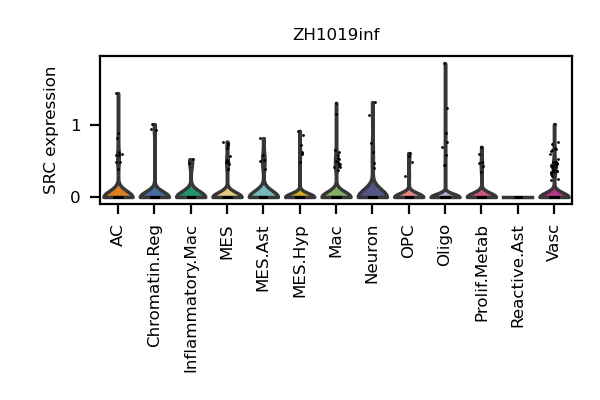 ZH1019inf
SRC expression
1
0
AC
Chromatin.Reg
Inflammatory.Mac
MES
MES.Ast
MES.Hyp
Mac
Neuron
OPC
Oligo
Prolif.Metab
Reactive.Ast
Vasc